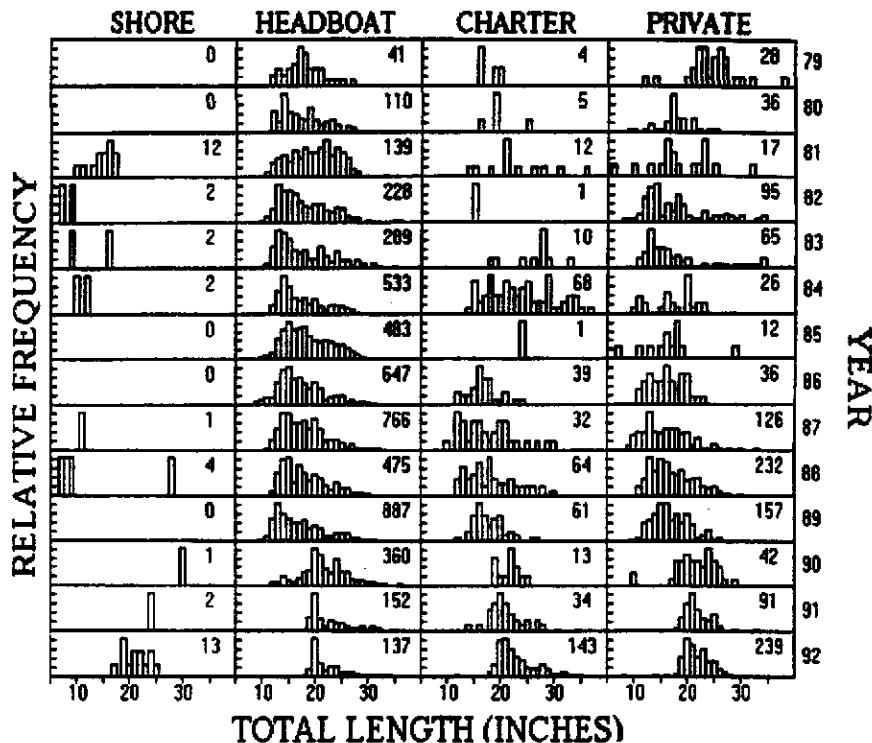 SHORE HEADBOAT CHARTER PRIVATE
0 41 4 28 79
0 110 5 36 80
12 139 12 17 81
2 228 1 95 82
2 289 10 65 83
2 533 68 26 84
0 483 1 12 85
0 647 39 36 86
1 766 32 126 87
4 475 64 232 88
0 887 61 157 89
1 360 13 42 90
2 152 34 91 91
13 137 143 239 92
10 20 30 10 20 30 10 20 30 10 20 30
TOTAL LENGTH (INCHES)
RELATIVE FREQUENCY
YEAR